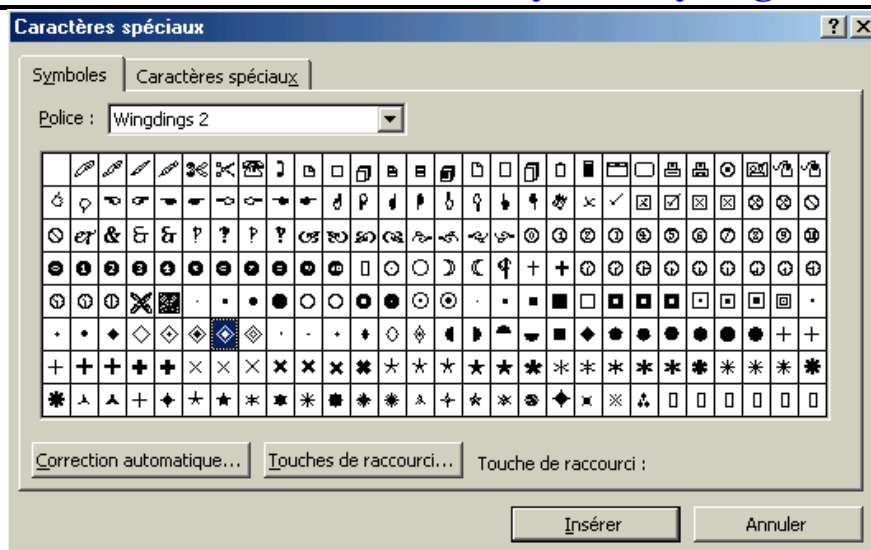 Caractères spéciaux
Symboles
Caractères spéciaux
Police :
Wingdings 2
Correction automatique...
Touches de raccourci...
Touche de raccourci :
Insérer
Annuler